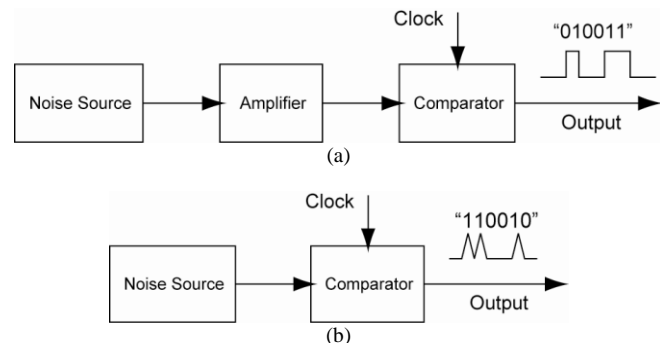 Clock
"010011"
Noise Source
Amplifier
Comparator
Output
(a)
Clock
"110010"
Noise Source
Comparator
Output
(b)